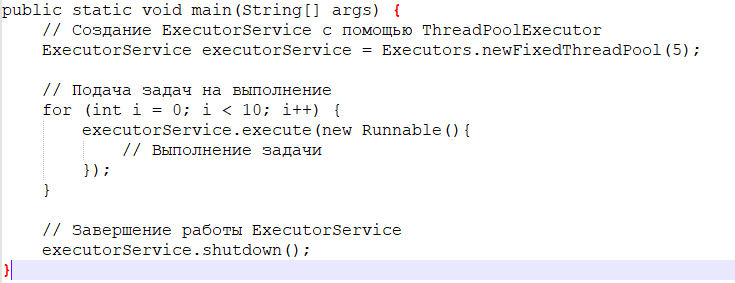 public static void main(String[] args) {
    // Создание ExecutorService с помощью ThreadPoolExecutor
    ExecutorService executorService = Executors.newFixedThreadPool(5);

    // Подача задач на выполнение
    for (int i = 0; i < 10; i++) {
        executorService.execute(new Runnable(){
            // Выполнение задачи
        });
    }

    // Завершение работы ExecutorService
    executorService.shutdown();
}